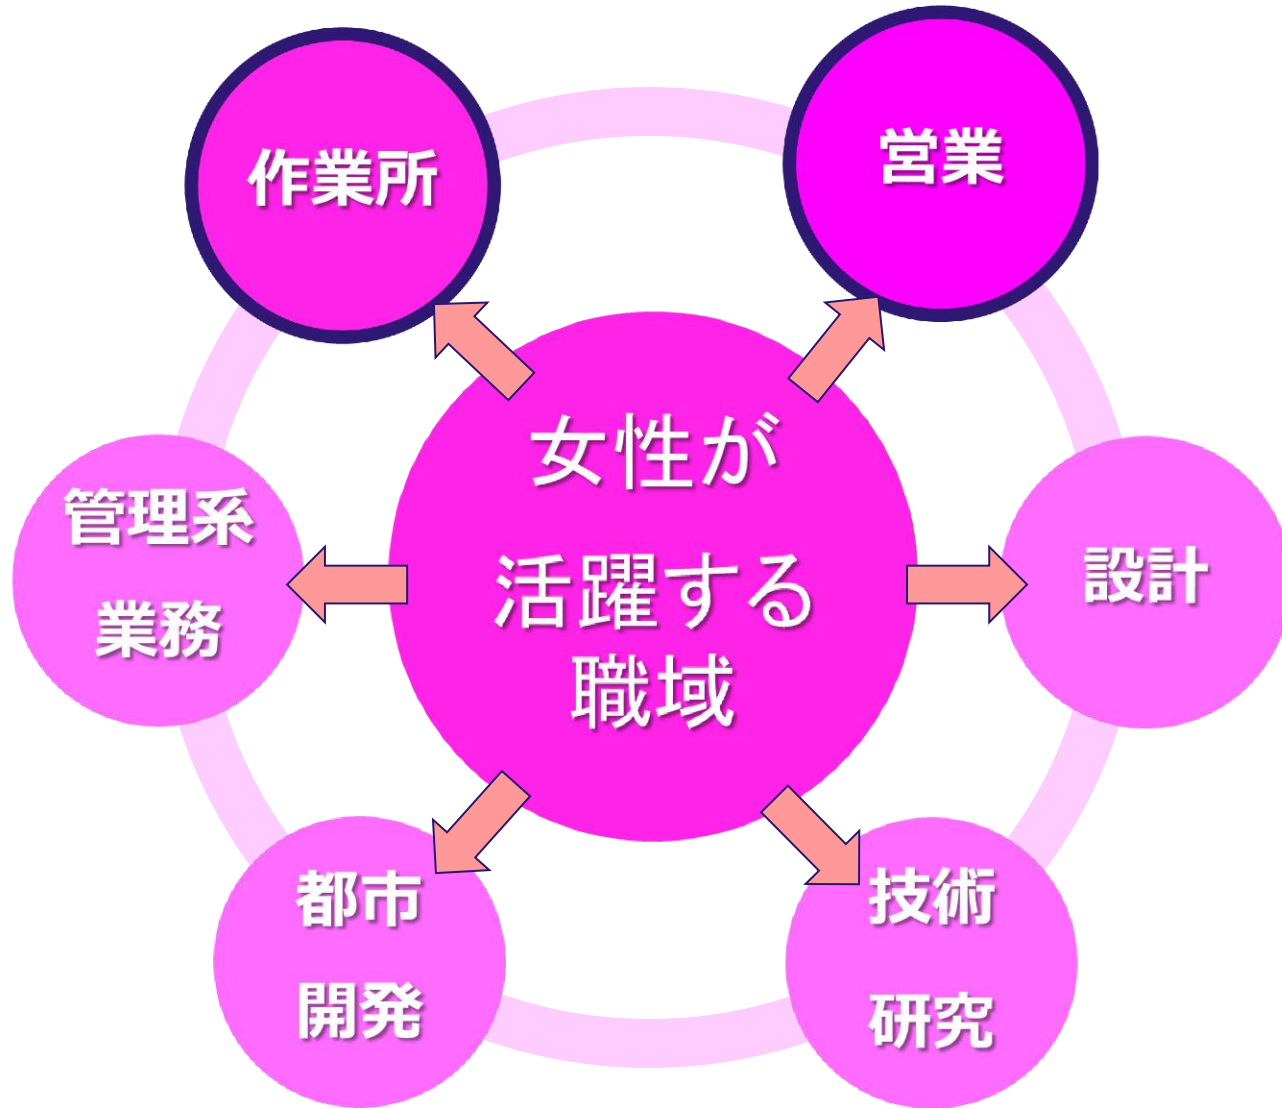 作業所
営業
女性が
活躍する
職域
管理系
業務
設計
都市
開発
技術
研究